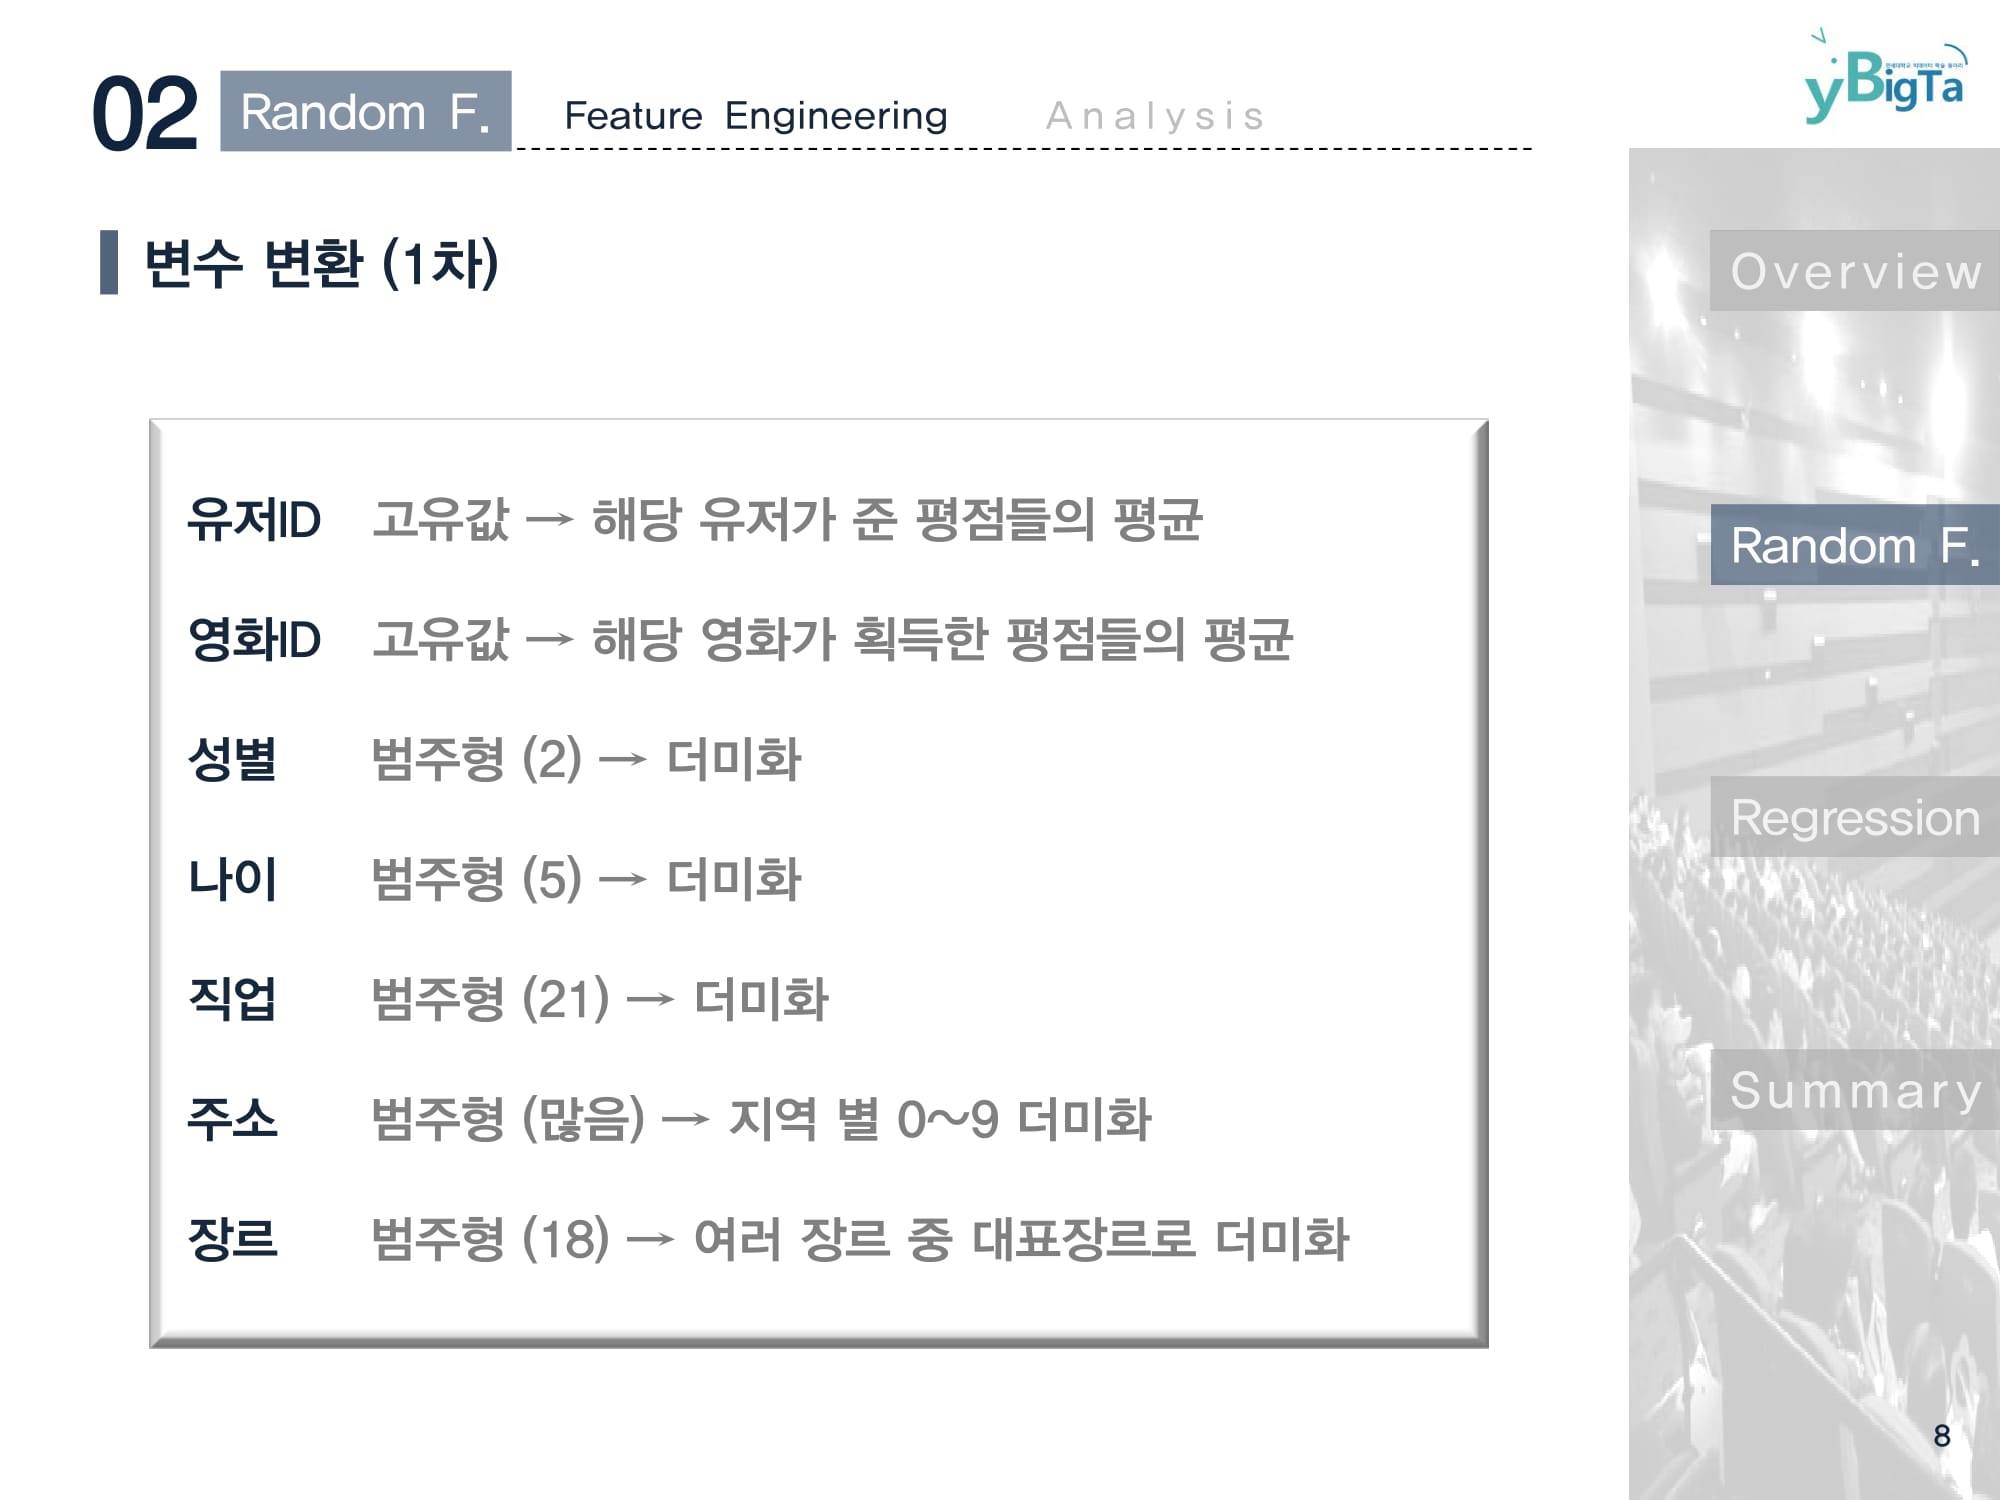 02 Random F. Feature Engineering Analysis
yBigTa
변수 변환 (1차)
유저ID 고유값 → 해당 유저가 준 평점들의 평균
영화ID 고유값 → 해당 영화가 획득한 평점들의 평균
성별 범주형 (2) → 더미화
나이 범주형 (5) → 더미화
직업 범주형 (21) → 더미화
주소 범주형 (많음) → 지역 별 0~9 더미화
장르 범주형 (18) → 여러 장르 중 대표장르로 더미화
Overview
Random F.
Regression
Summary
8